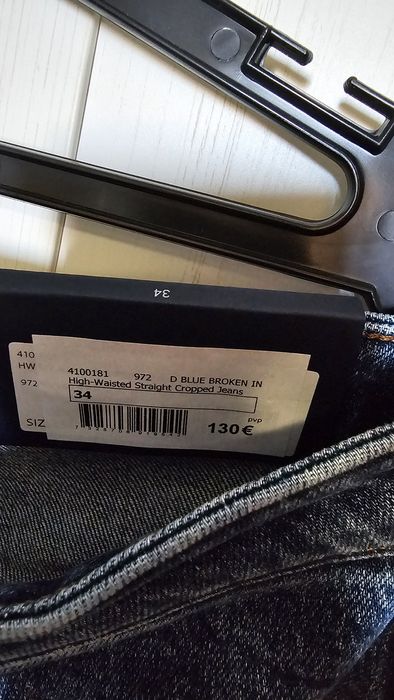 34
410
HW
972
SIZ
4100181 972 D BLUE BROKEN IN
High-Waisted Straight Cropped Jeans
34
pvp
130€